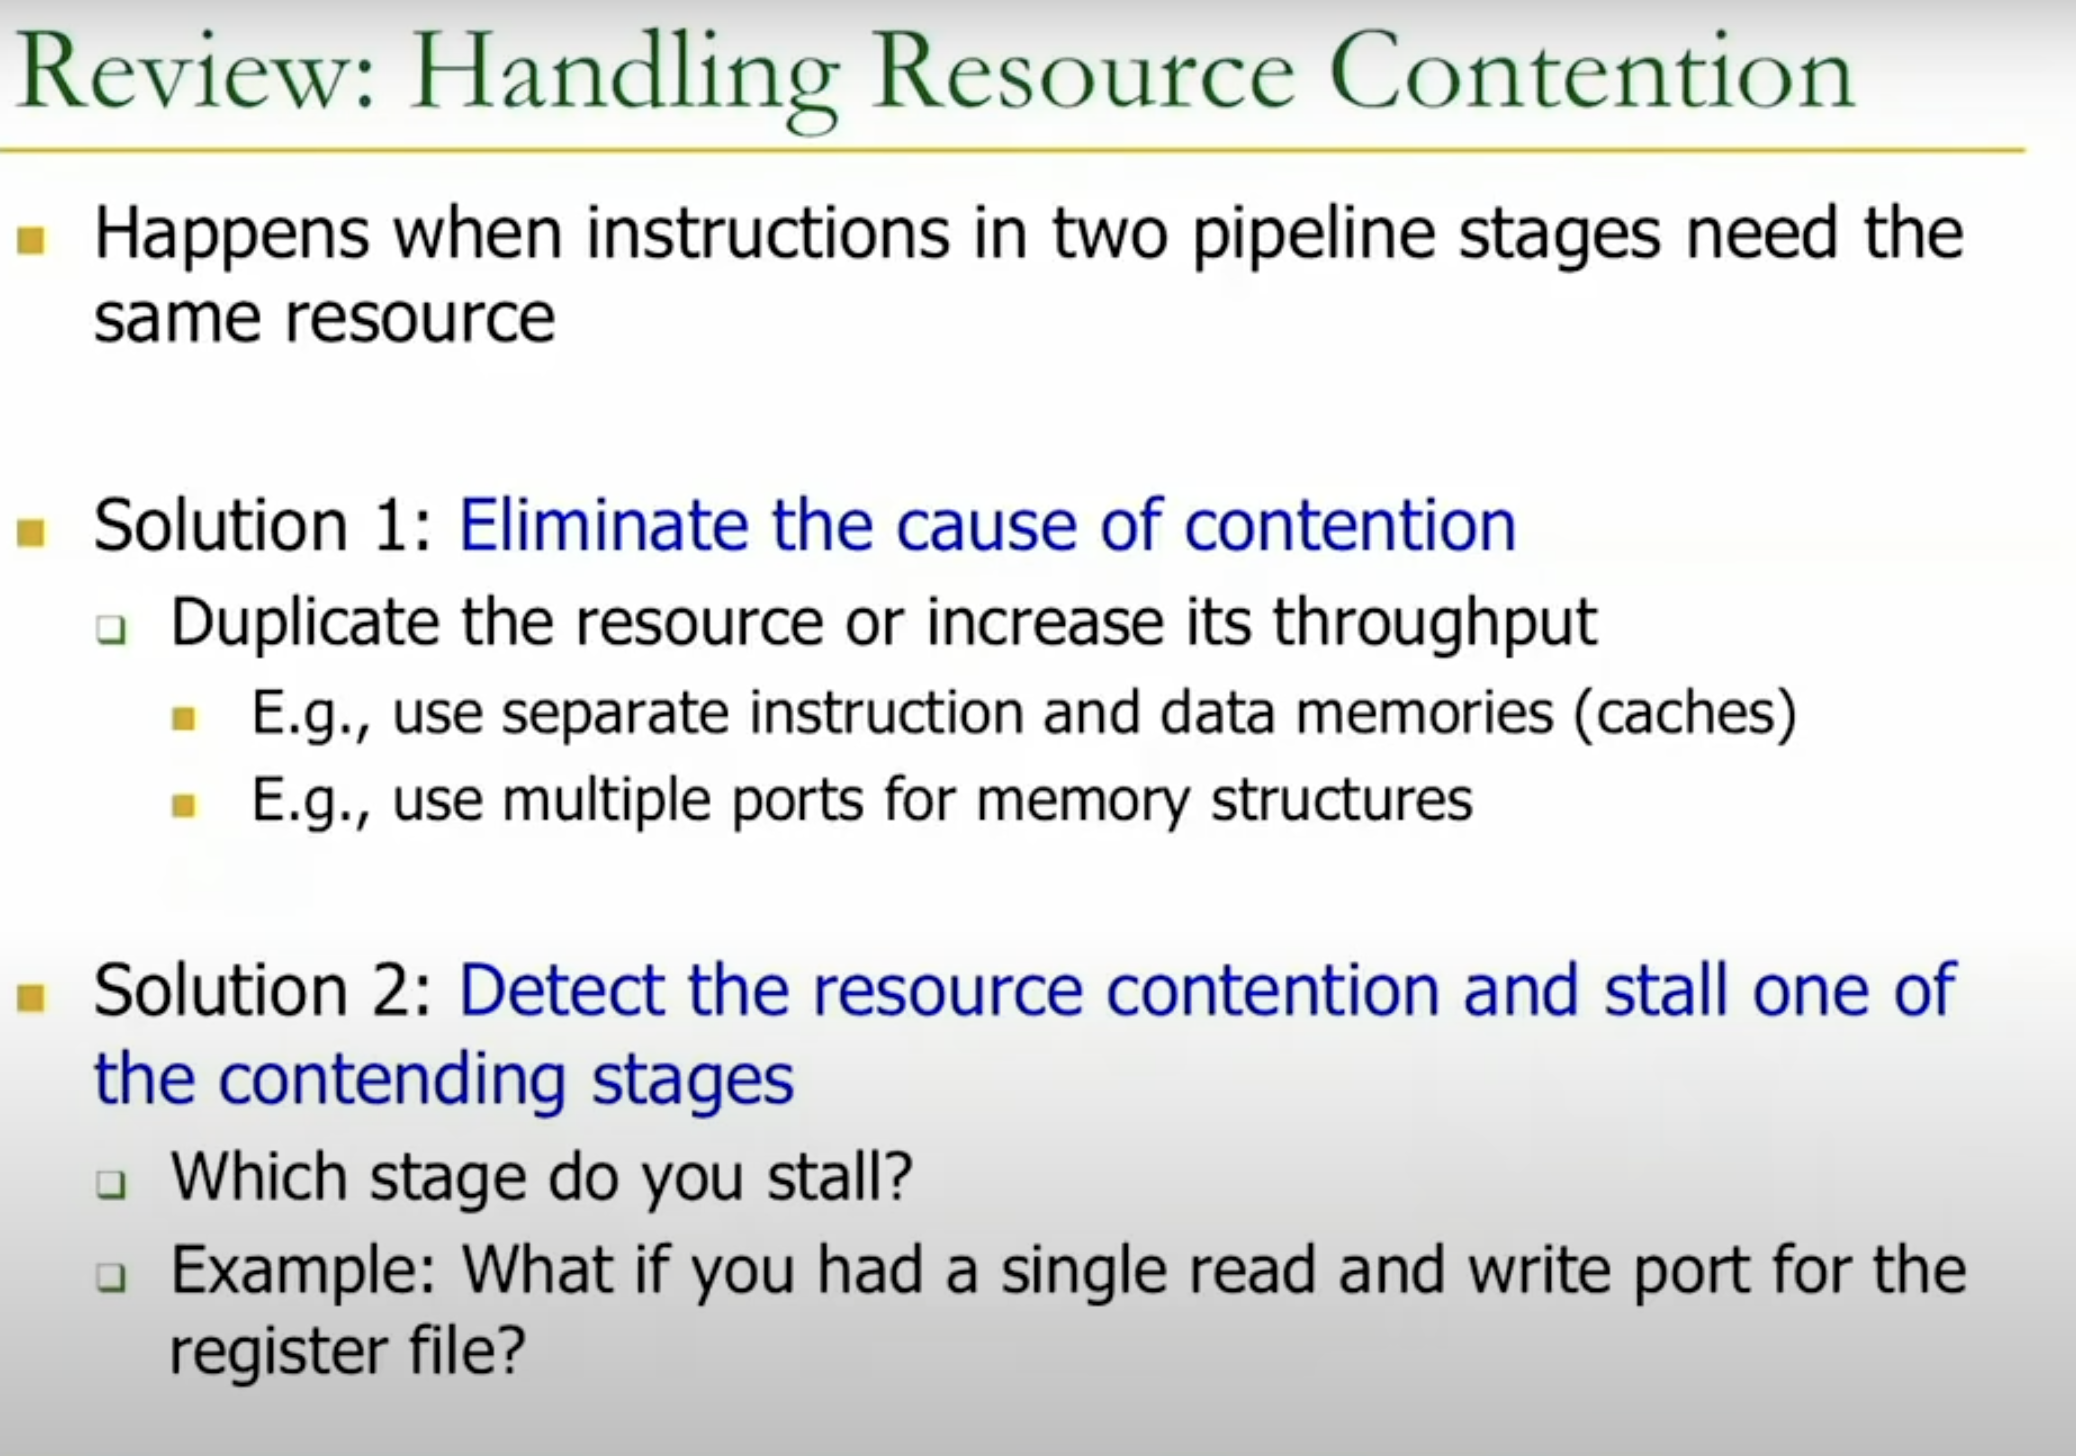 Review: Handling Resource Contention
Happens when instructions in two pipeline stages need the
same resource
Solution 1: Eliminate the cause of contention
Duplicate the resource or increase its throughput
E.g., use separate instruction and data memories (caches)
E.g., use multiple ports for memory structures
Solution 2: Detect the resource contention and stall one of
the contending stages
Which stage do you stall?
Example: What if you had a single read and write port for the
register file?